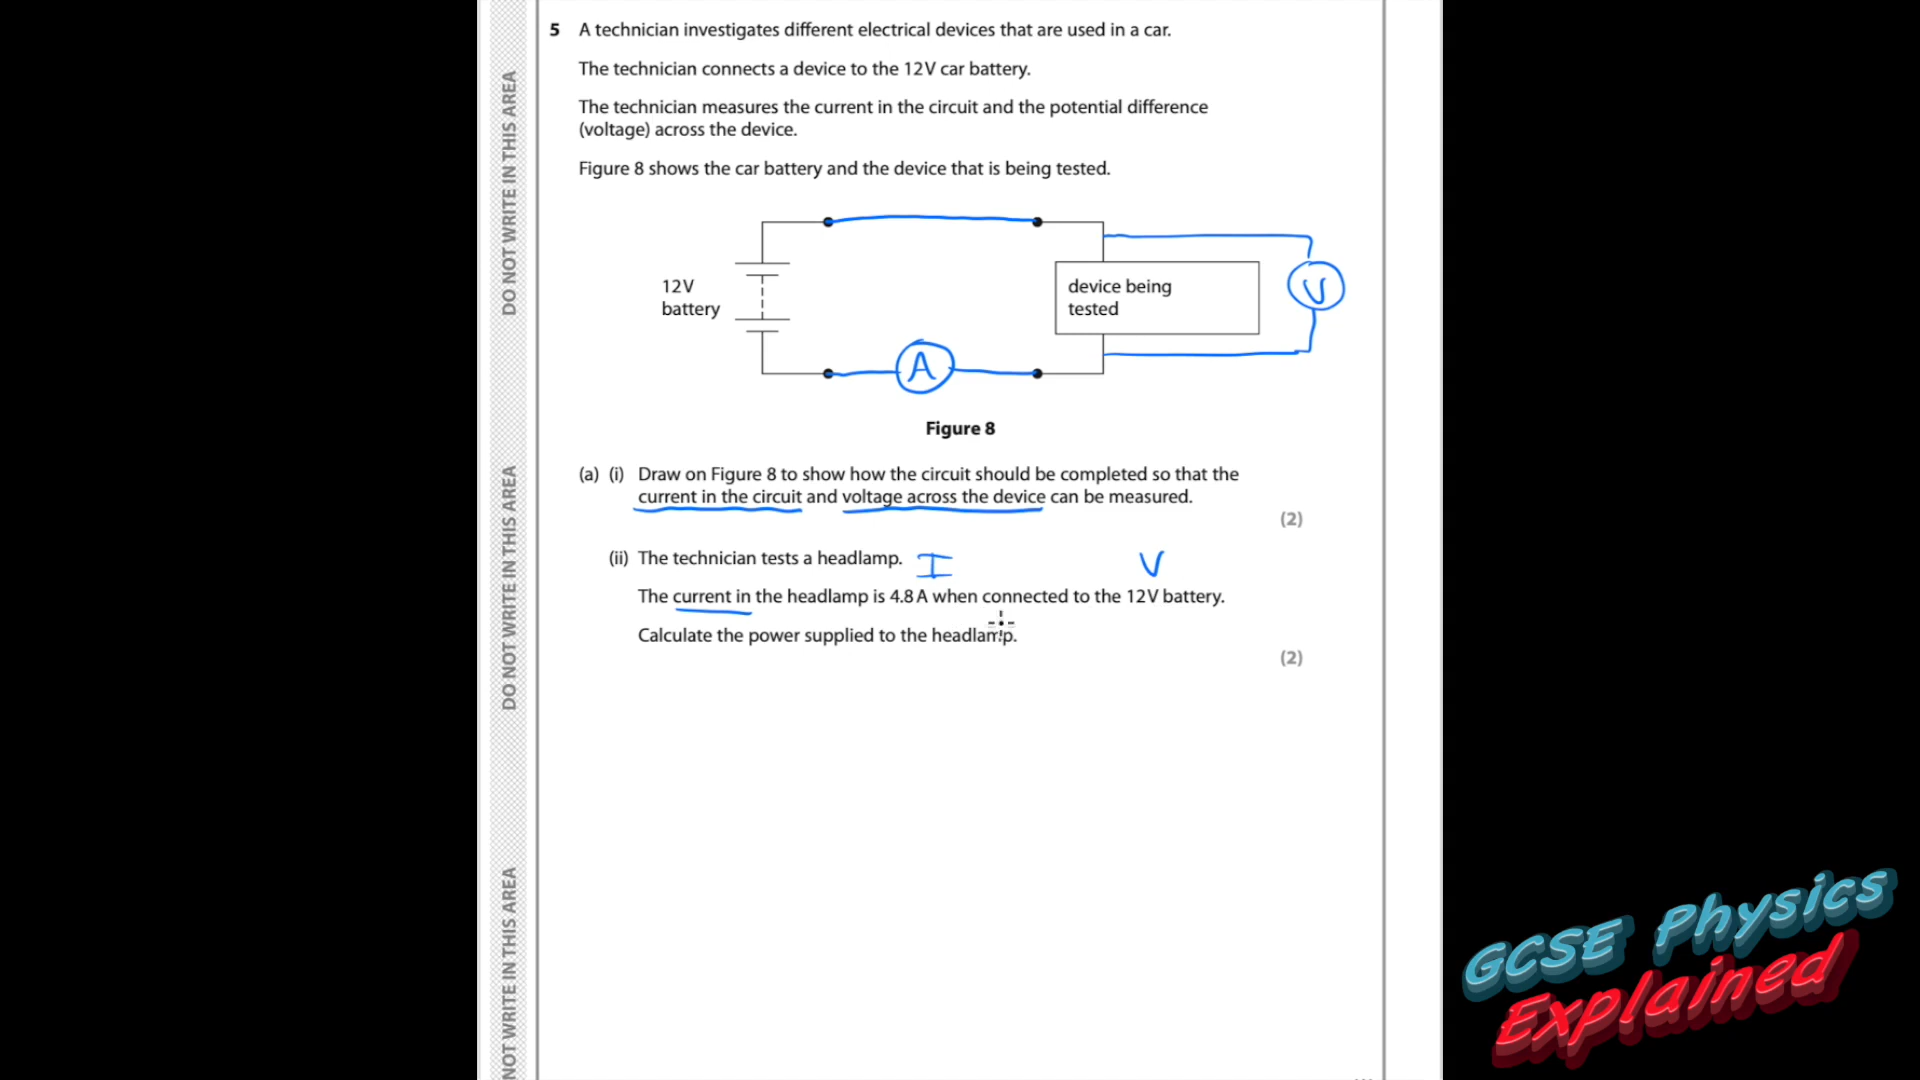 5 A technician investigates different electrical devices that are used in a car.
The technician connects a device to the 12V car battery.
The technician measures the current in the circuit and the potential difference
(voltage) across the device.
Figure 8 shows the car battery and the device that is being tested.
12V
battery
device being
tested
V
A
Figure 8
(a) (i) Draw on Figure 8 to show how the circuit should be completed so that the
current in the circuit and voltage across the device can be measured.
(2)
(ii) The technician tests a headlamp.
I
V
The current in the headlamp is 4.8A when connected to the 12V battery.
Calculate the power supplied to the headlamp.
(2)
DO NOT WRITE IN THIS AREA
DO NOT WRITE IN THIS AREA
NOT WRITE IN THIS AREA
GCSE Physics
Explained